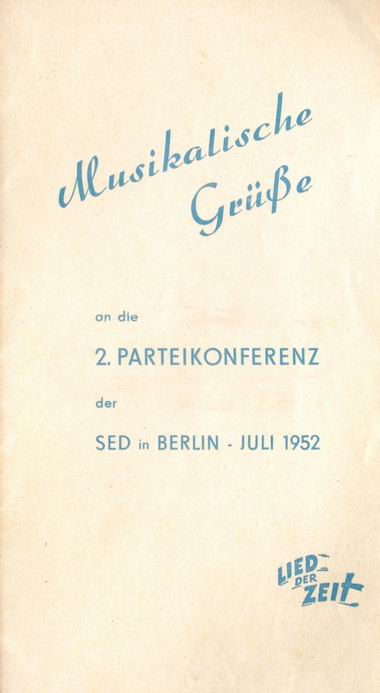 Musikalische
Grüße
an die
2. PARTEIKONFERENZ
der
SED in BERLIN - JULI 1952
LIED
DER
ZEIT